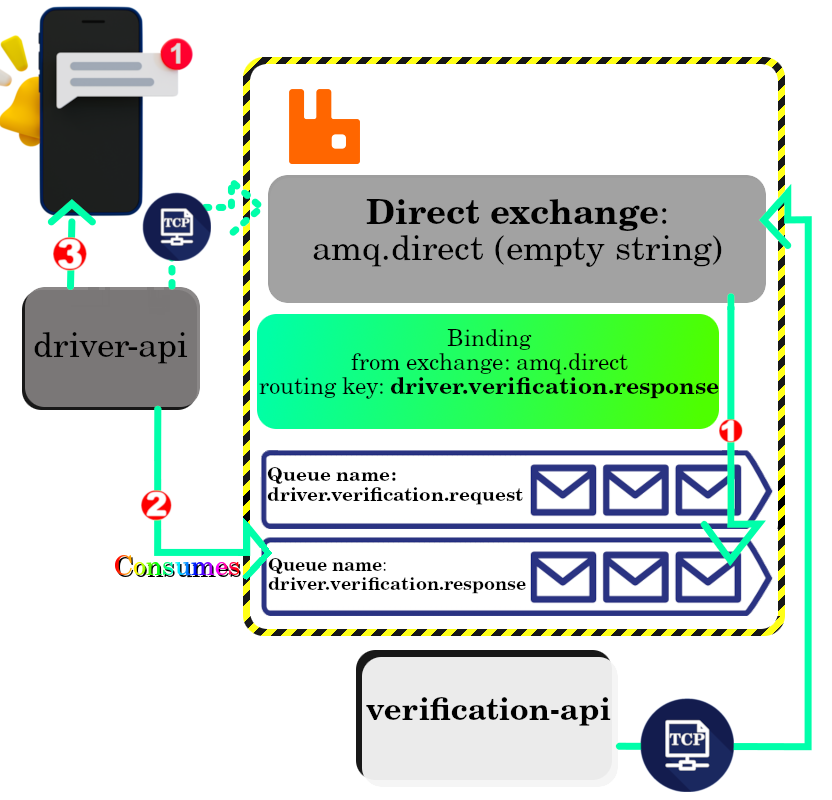 1
TCP
Direct exchange:
amq.direct (empty string)
3
driver-api
Binding
from exchange: amq.direct
routing key: driver.verification.response
1
Queue name:
driver.verification.request
2
Consumes
Queue name:
driver.verification.response
verification-api
TCP